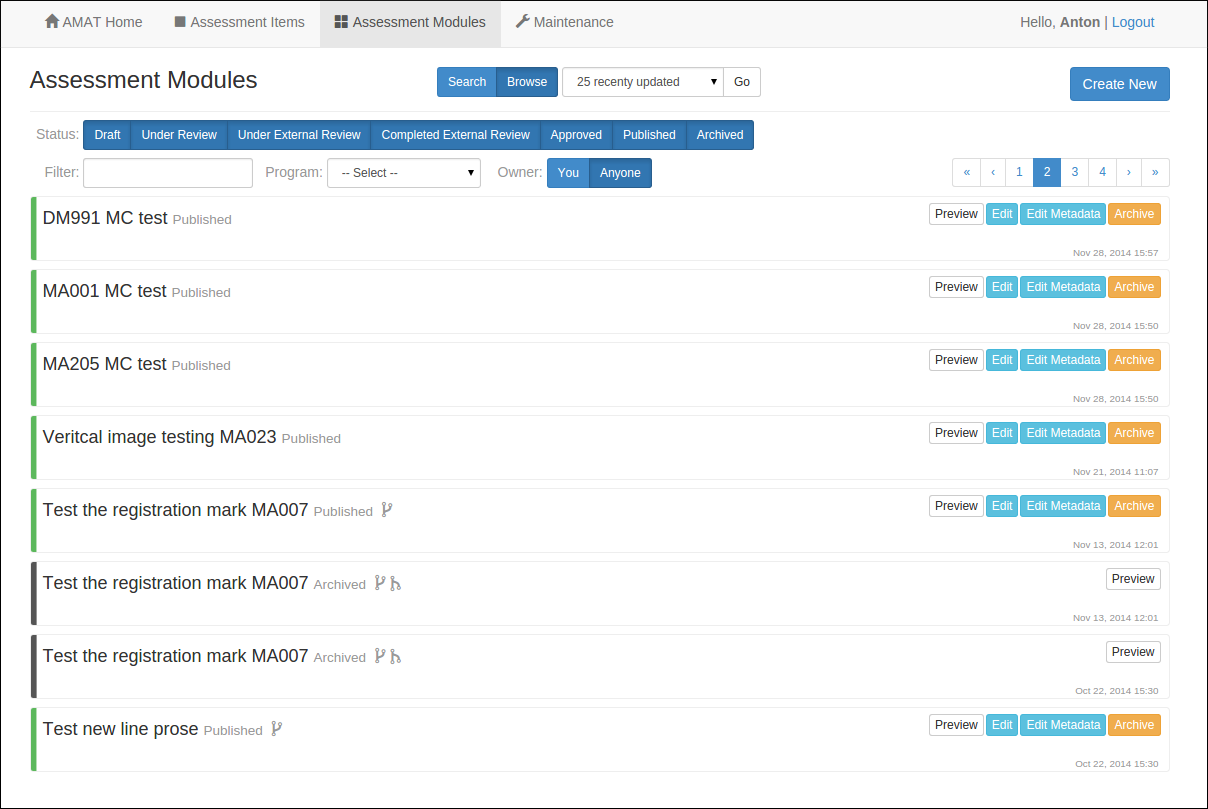 AMAT Home Assessment Items Assessment Modules Maintenance Hello, Anton | Logout
Assessment Modules Search Browse 25 recenty updated Go Create New
Status: Draft Under Review Under External Review Completed External Review Approved Published Archived
Filter: Program: -- Select -- Owner: You Anyone « ‹ 1 2 3 4 › »
DM991 MC test Published Preview Edit Edit Metadata Archive
Nov 28, 2014 15:57
MA001 MC test Published Preview Edit Edit Metadata Archive
Nov 28, 2014 15:50
MA205 MC test Published Preview Edit Edit Metadata Archive
Nov 28, 2014 15:50
Veritcal image testing MA023 Published Preview Edit Edit Metadata Archive
Nov 21, 2014 11:07
Test the registration mark MA007 Published Preview Edit Edit Metadata Archive
Nov 13, 2014 12:01
Test the registration mark MA007 Archived Preview
Nov 13, 2014 12:01
Test the registration mark MA007 Archived Preview
Oct 22, 2014 15:30
Test new line prose Published Preview Edit Edit Metadata Archive
Oct 22, 2014 15:30